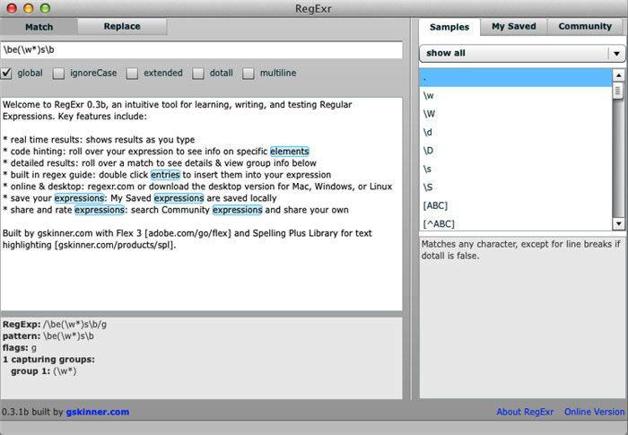 RegExr
Match Replace
\be(\w*)s\b
global ignoreCase extended dotall multiline
Welcome to RegExr 0.3b, an intuitive tool for learning, writing, and testing Regular
Expressions. Key features include:
* real time results: shows results as you type
* code hinting: roll over your expression to see info on specific elements
* detailed results: roll over a match to see details & view group info below
* built in regex guide: double click entries to insert them into your expression
* online & desktop: regexr.com or download the desktop version for Mac, Windows, or Linux
* save your expressions: My Saved expressions are saved locally
* share and rate expressions: search Community expressions and share your own
Built by gskinner.com with Flex 3 [adobe.com/go/flex] and Spelling Plus Library for text
highlighting [gskinner.com/products/spl].
RegExp: /\be(\w*)s\b/g
pattern: \be(\w*)s\b
flags: g
1 capturing groups:
group 1: (\w*)
Samples My Saved Community
show all
.
\w
\W
\d
\D
\s
\S
[ABC]
[^ABC]
Matches any character, except for line breaks if
dotall is false.
0.3.1b built by gskinner.com About RegExr Online Version